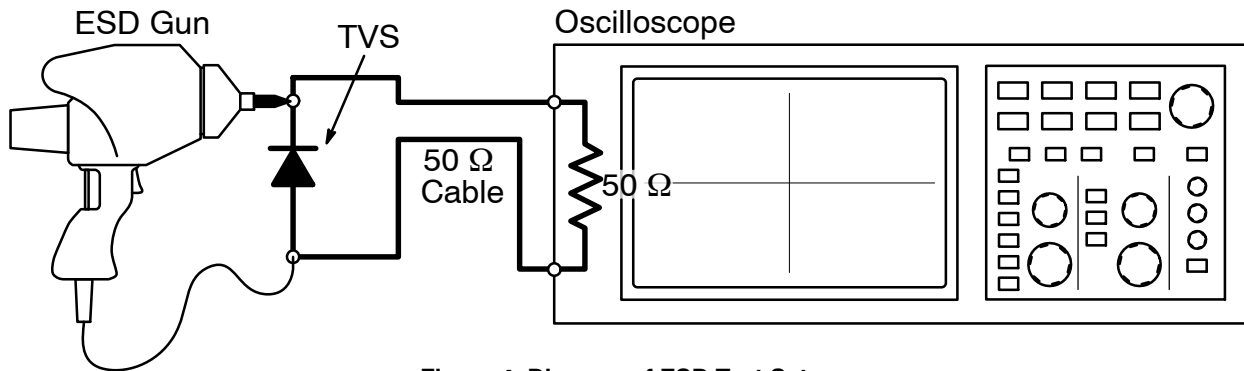 ESD Gun
TVS
Oscilloscope
50 Ω
Cable
50 Ω